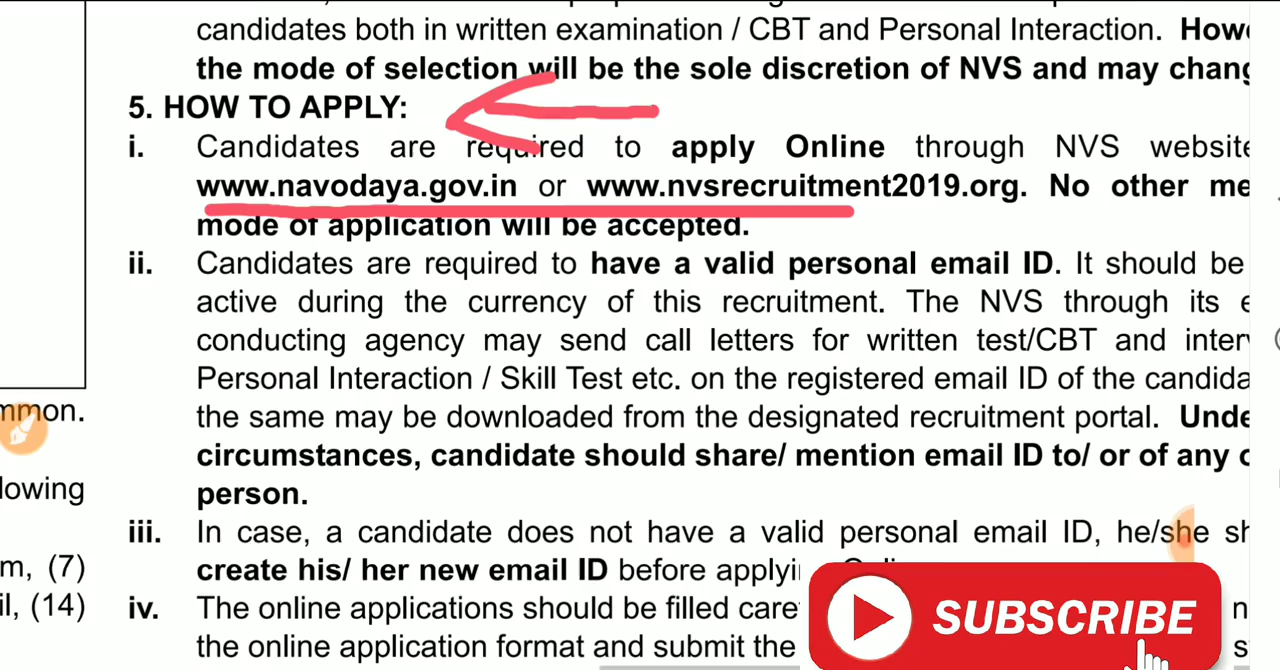 candidates both in written examination / CBT and Personal Interaction.
the mode of selection will be the sole discretion of NVS and may
5. HOW TO APPLY:
i. Candidates are required to apply Online through NVS
www.navodaya.gov.in or www.nvsrecruitment2019.org. No other
mode of application will be accepted.
ii. Candidates are required to have a valid personal email ID. It should be
active during the currency of this recruitment. The NVS through its
conducting agency may send call letters for written test/CBT and
Personal Interaction / Skill Test etc. on the registered email ID of the
the same may be downloaded from the designated recruitment portal.
circumstances, candidate should share/ mention email ID to/ or of any
person.
iii. In case, a candidate does not have a valid personal email ID, he/she
create his/ her new email ID before
iv. The online applications should be filled
the online application format and submit the
(7)
(14)
SUBSCRIBE